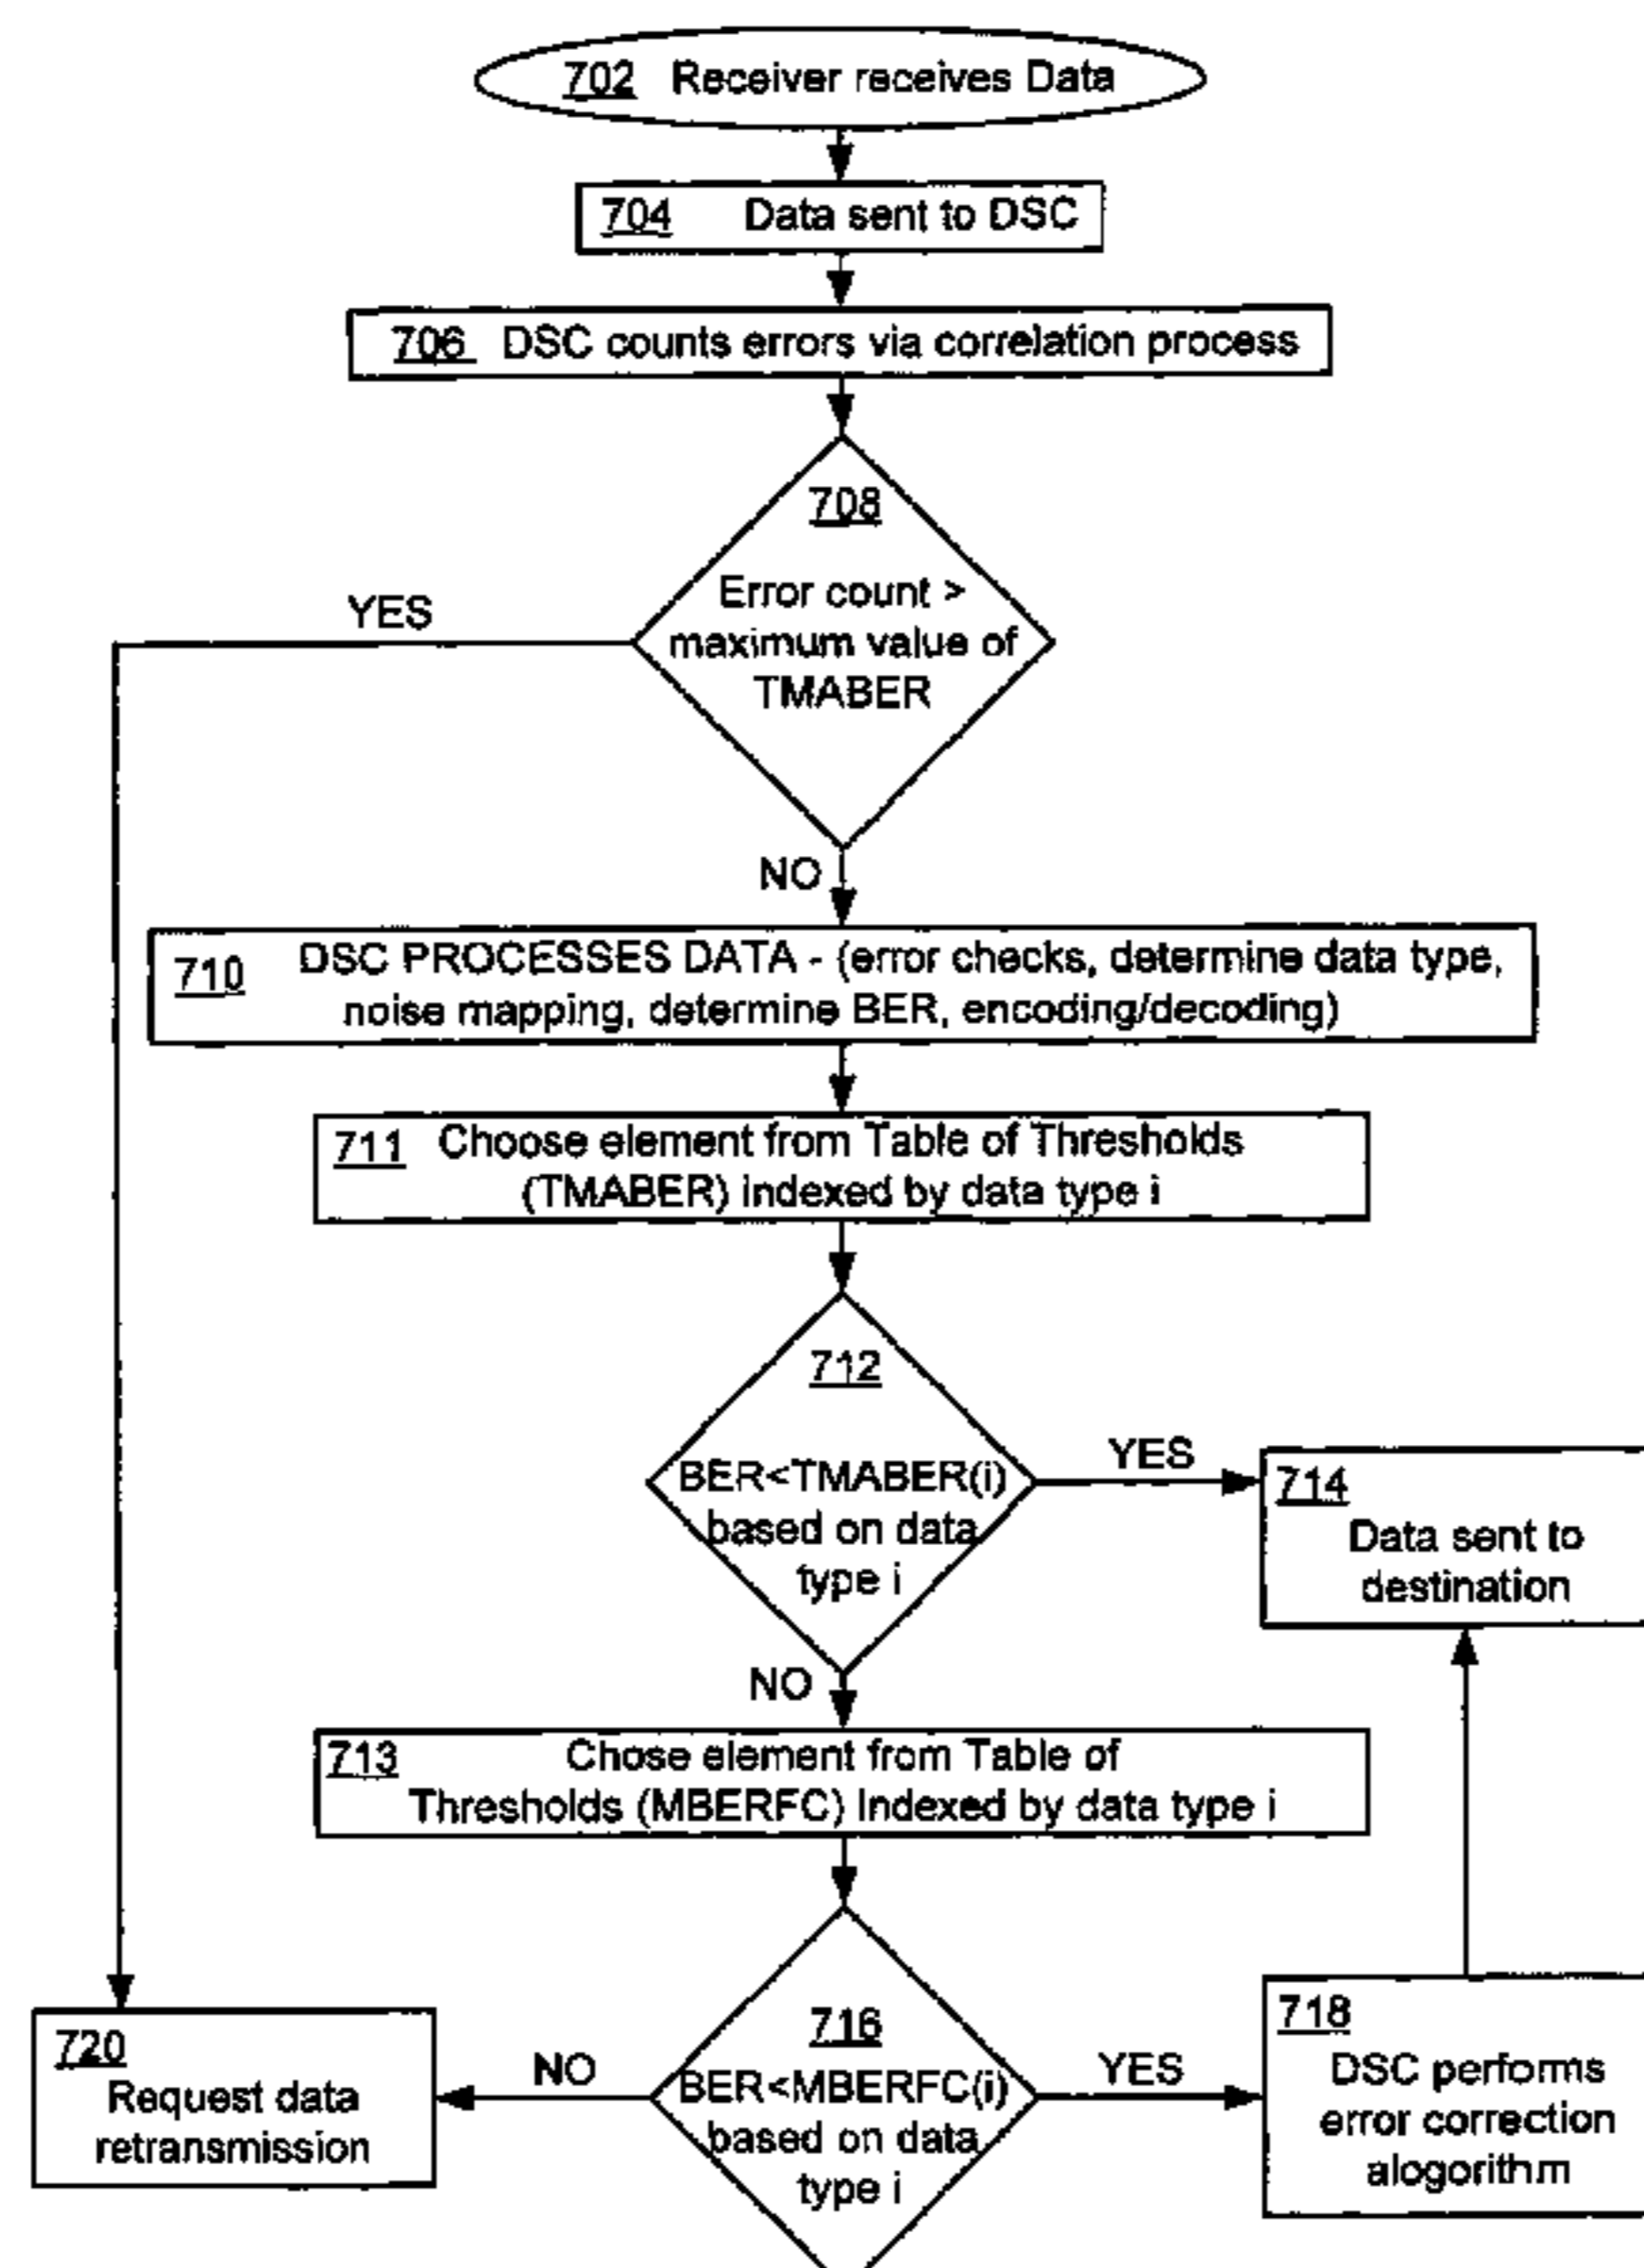 702 Receiver receives Data
704 Data sent to DSC
706 DSC counts errors via correlation process
708
Error count >
maximum value of
TMABER
YES
NO
710 DSC PROCESSES DATA - (error checks, determine data type,
noise mapping, determine BER, encoding/decoding)
711 Choose element from Table of Thresholds
(TMABER) Indexed by data type i
712
BER<TMABER(i)
based on data
type i
YES
714
Data sent to
destination
NO
713 Chose element from Table of
Thresholds (MBERFC) Indexed by data type i
716
BER<MBERFC(i)
based on data
type i
NO
720
Request data
retransmission
YES
718
DSC performs
error correction
alogorithm